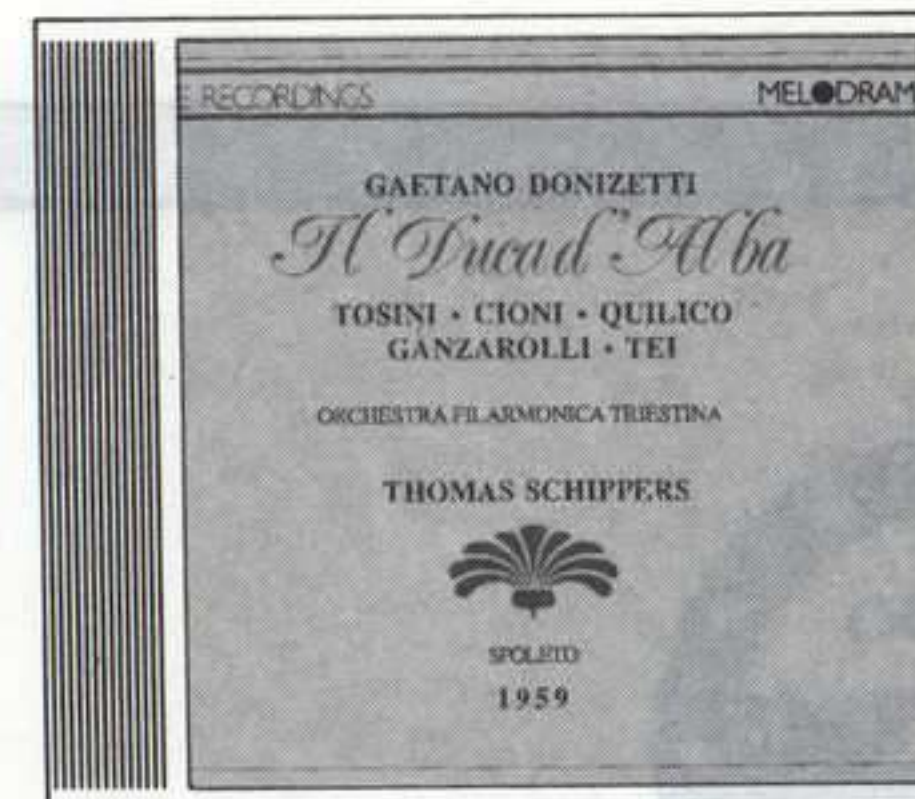 E RECORDINGS MELODRAM
GAETANO DONIZETTI
Il Duca d'Alba
TOSINI • CIONI • QUILICO
GANZAROLLI • TEI
ORCHESTRA FILARMONICA TRIESTINA
THOMAS SCHIPPERS
SPOLETO
1959